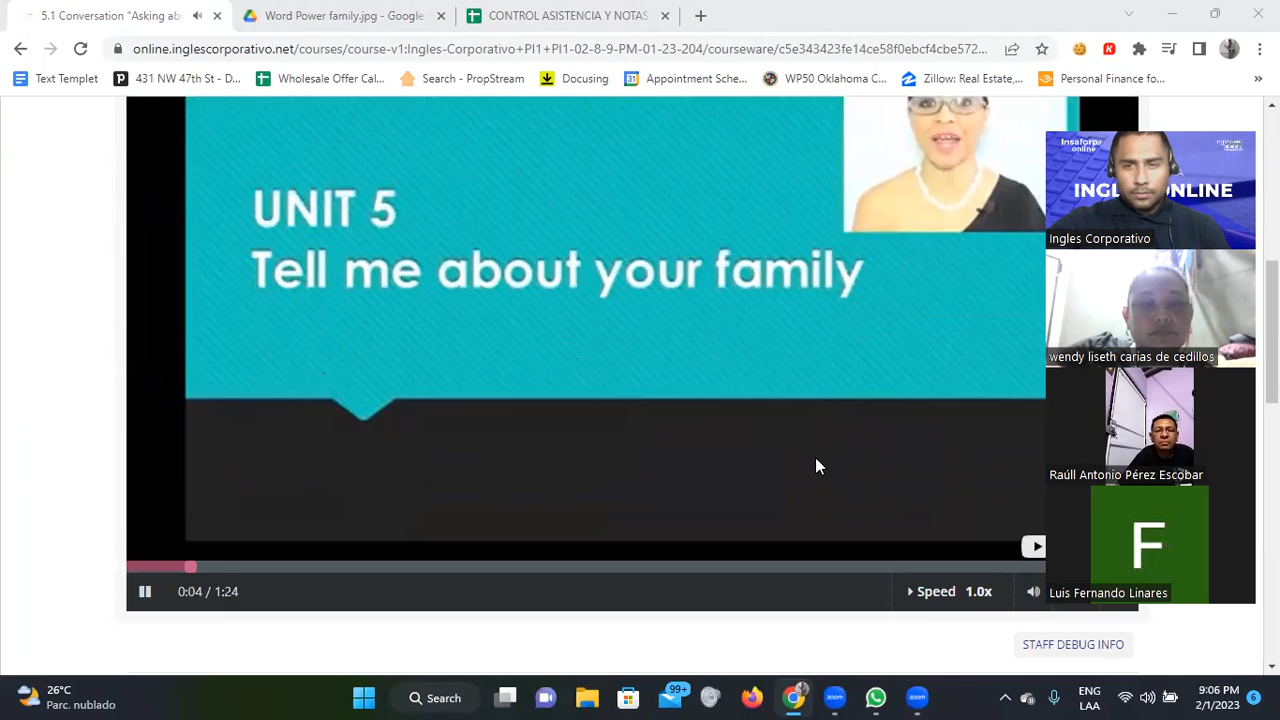 5.1 Conversation "Asking ab
Word Power family.jpg - Google
CONTROL ASISTENCIA Y NOTAS
online.inglescorporativo.net/courses/course-v1:Ingles-Corporativo+PI1+PI1-02-8-9-PM-01-23-204/courseware/c5e343423fe14ce58f0ebcf4cbe572...
Text Templet
431 NW 47th St - D...
Wholesale Offer Cal...
Search - PropStream
Docusing
31
Appointment Sche...
WP50 Oklahoma C...
Zillow: Real Estate,...
Personal Finance fo...
»
UNIT 5
Tell me about your family
Ingles Corporativo
wendy liseth carias de cedillos
Raúll Antonio Pérez Escobar
F
Luis Fernando Linares
0:04 / 1:24
Speed 1.0x
STAFF DEBUG INFO
26°C
Parc. nublado
Search
99+
zoom
zoom
ENG
LAA
9:06 PM
2/1/2023
6